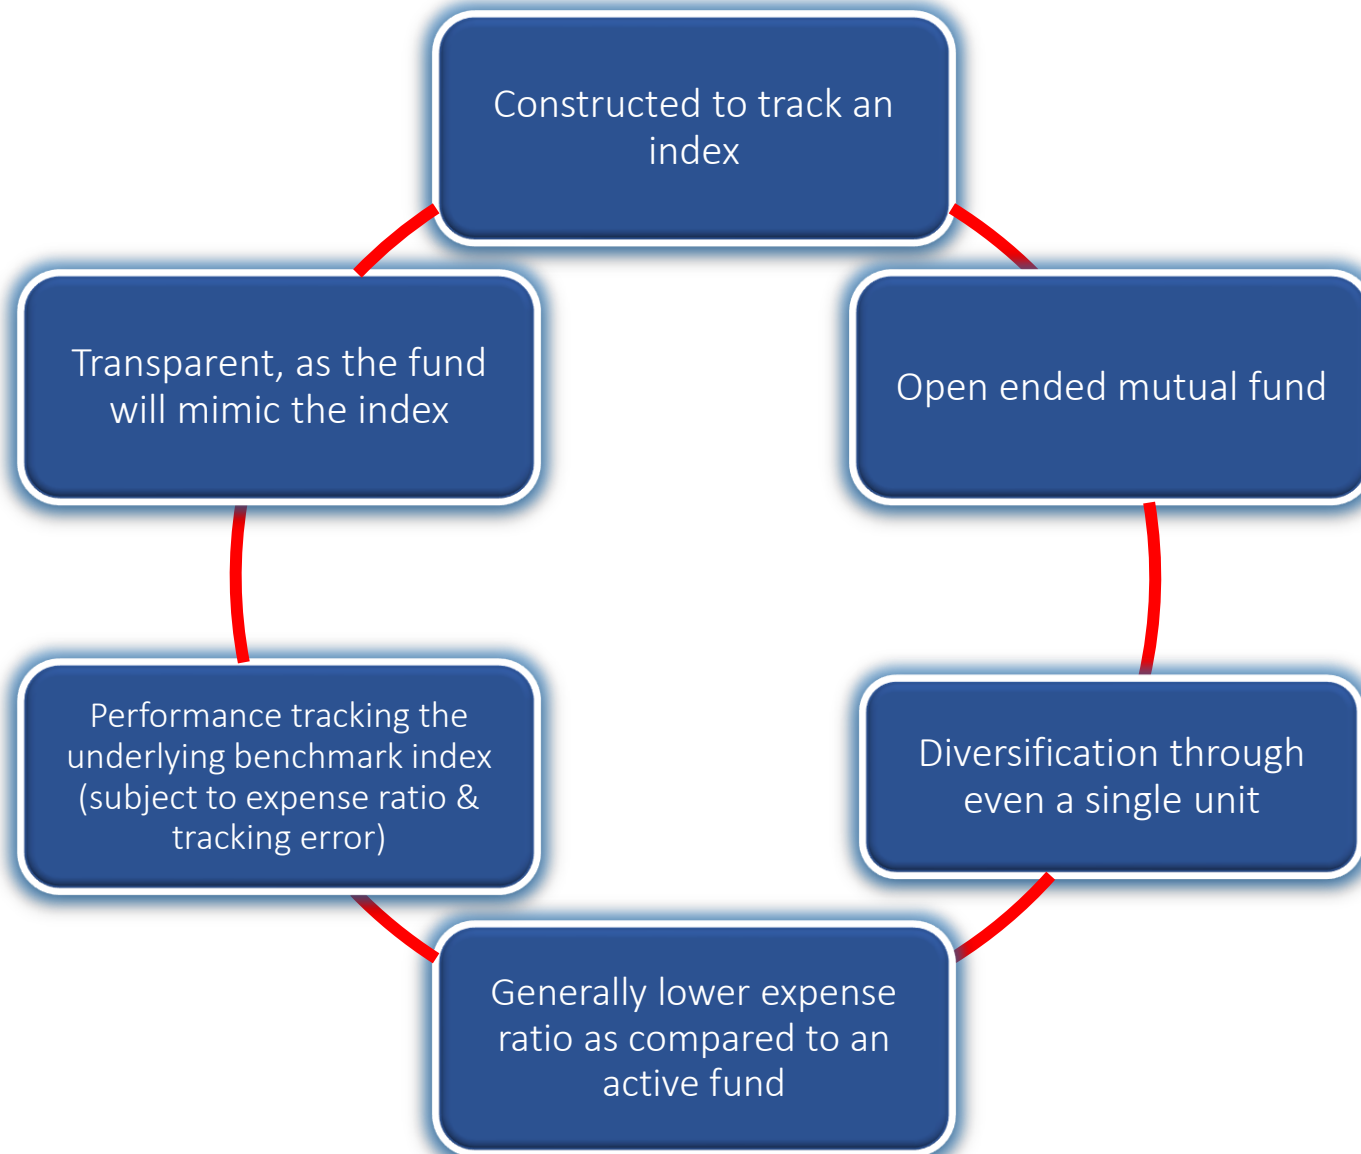 Constructed to track an
index
Transparent, as the fund
will mimic the index
Open ended mutual fund
Performance tracking the
underlying benchmark index
(subject to expense ratio &
tracking error)
Diversification through
even a single unit
Generally lower expense
ratio as compared to an
active fund